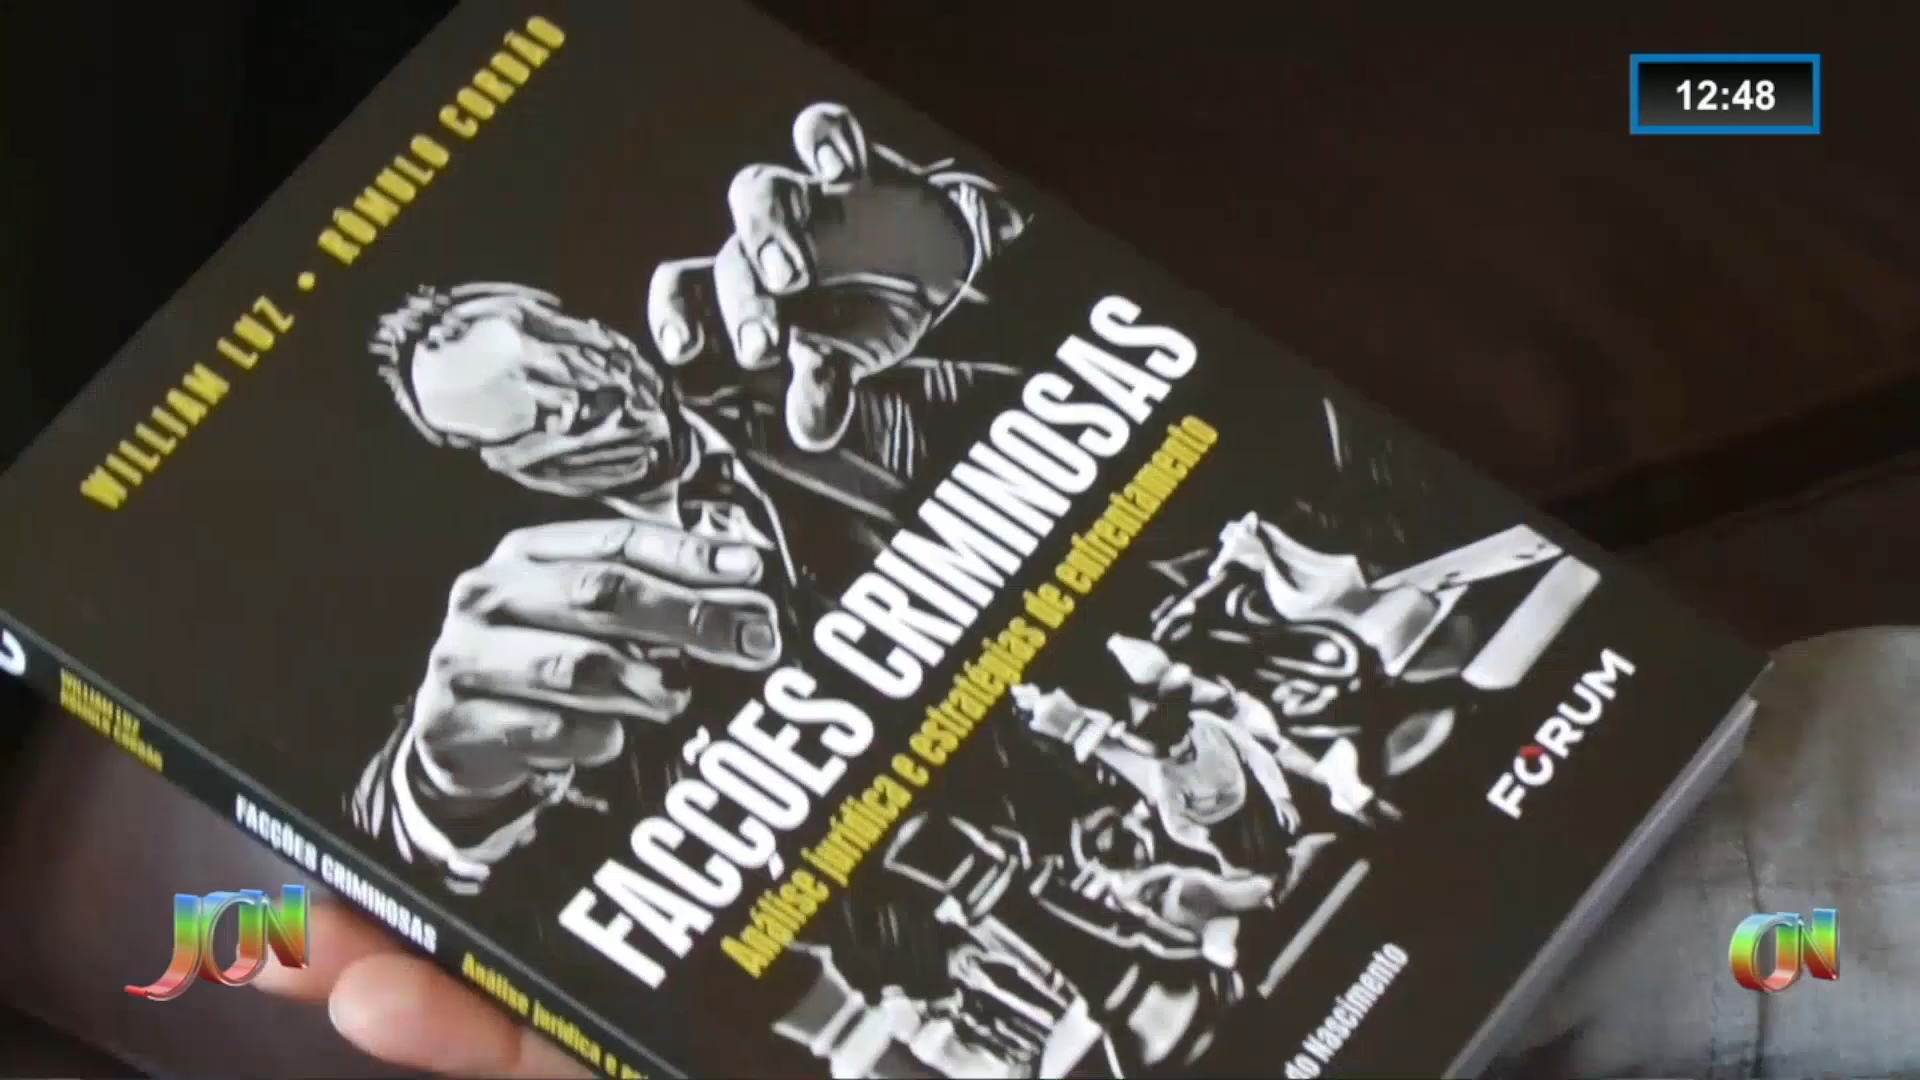 WILLIAM LUZ • RÔMULO CORDÃO
12:48
FACÇÕES CRIMINOSAS
Análise jurídica e estratégias de enfrentamento
FORUM
do Nascimento
WILLIAM LUZ
RÔMULO CORDÃO
FACÇÕES CRIMINOSAS
Análise jurídica e
JCN
CN